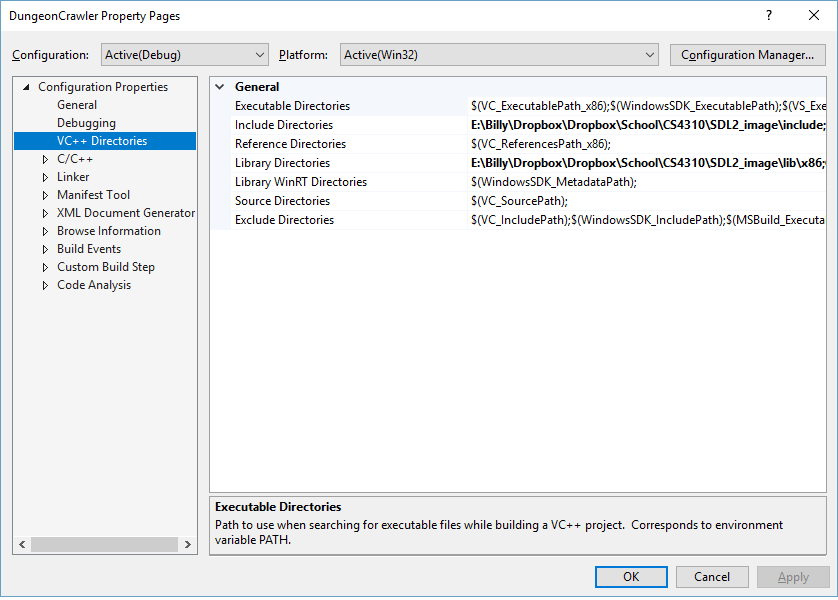 DungeonCrawler Property Pages
?
Configuration: Active(Debug) Platform: Active(Win32) Configuration Manager...
Configuration Properties
General
Debugging
VC++ Directories
C/C++
Linker
Manifest Tool
XML Document Generator
Browse Information
Build Events
Custom Build Step
Code Analysis
General
Executable Directories $(VC_ExecutablePath_x86);$(WindowsSDK_ExecutablePath);$(VS_Exe
Include Directories E:\Billy\Dropbox\Dropbox\School\CS4310\SDL2_image\include;
Reference Directories $(VC_ReferencesPath_x86);
Library Directories E:\Billy\Dropbox\Dropbox\School\CS4310\SDL2_image\lib\x86;
Library WinRT Directories $(WindowsSDK_MetadataPath);
Source Directories $(VC_SourcePath);
Exclude Directories $(VC_IncludePath);$(WindowsSDK_IncludePath);$(MSBuild_Executa
Executable Directories
Path to use when searching for executable files while building a VC++ project. Corresponds to environment
variable PATH.
OK Cancel Apply